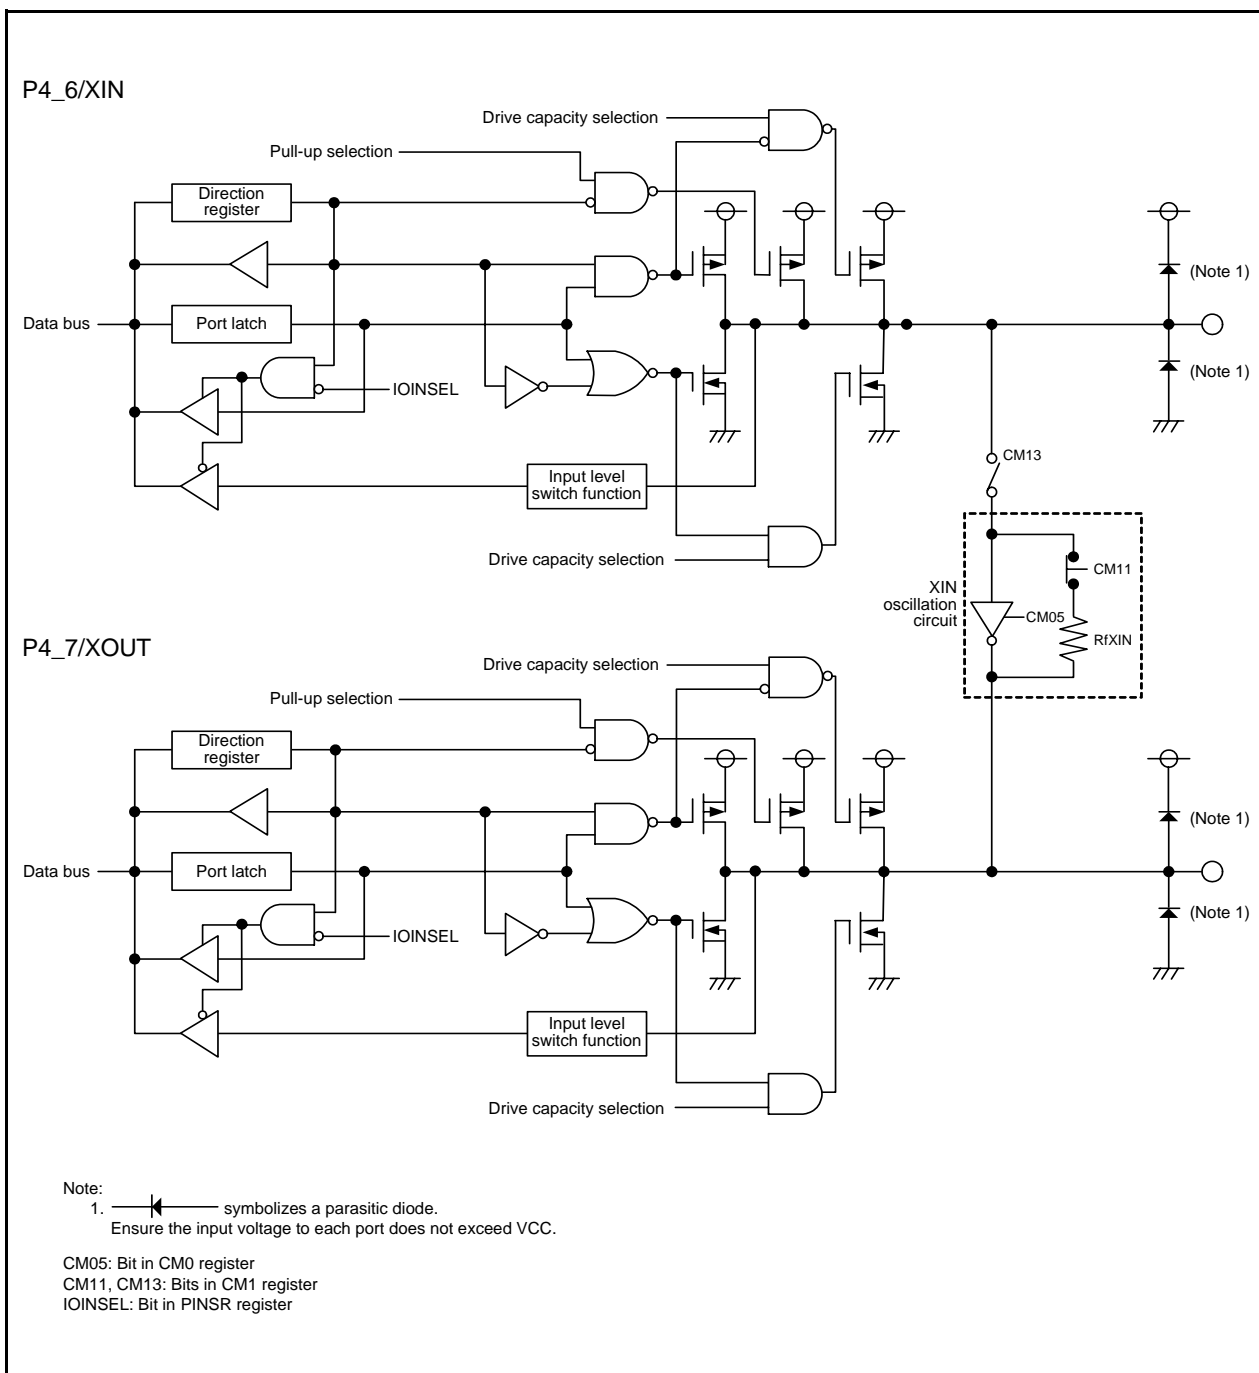 P4_6/XIN
Drive capacity selection
Pull-up selection
Direction
register
(Note 1)
Data bus
Port latch
(Note 1)
IOINSEL
CM13
Input level
switch function
Drive capacity selection
CM11
XIN
oscillation
circuit
CM05
RfXIN
P4_7/XOUT
Drive capacity selection
Pull-up selection
Direction
register
(Note 1)
Data bus
Port latch
(Note 1)
IOINSEL
Input level
switch function
Drive capacity selection
Note:
1. symbolizes a parasitic diode.
Ensure the input voltage to each port does not exceed VCC.
CM05: Bit in CM0 register
CM11, CM13: Bits in CM1 register
IOINSEL: Bit in PINSR register